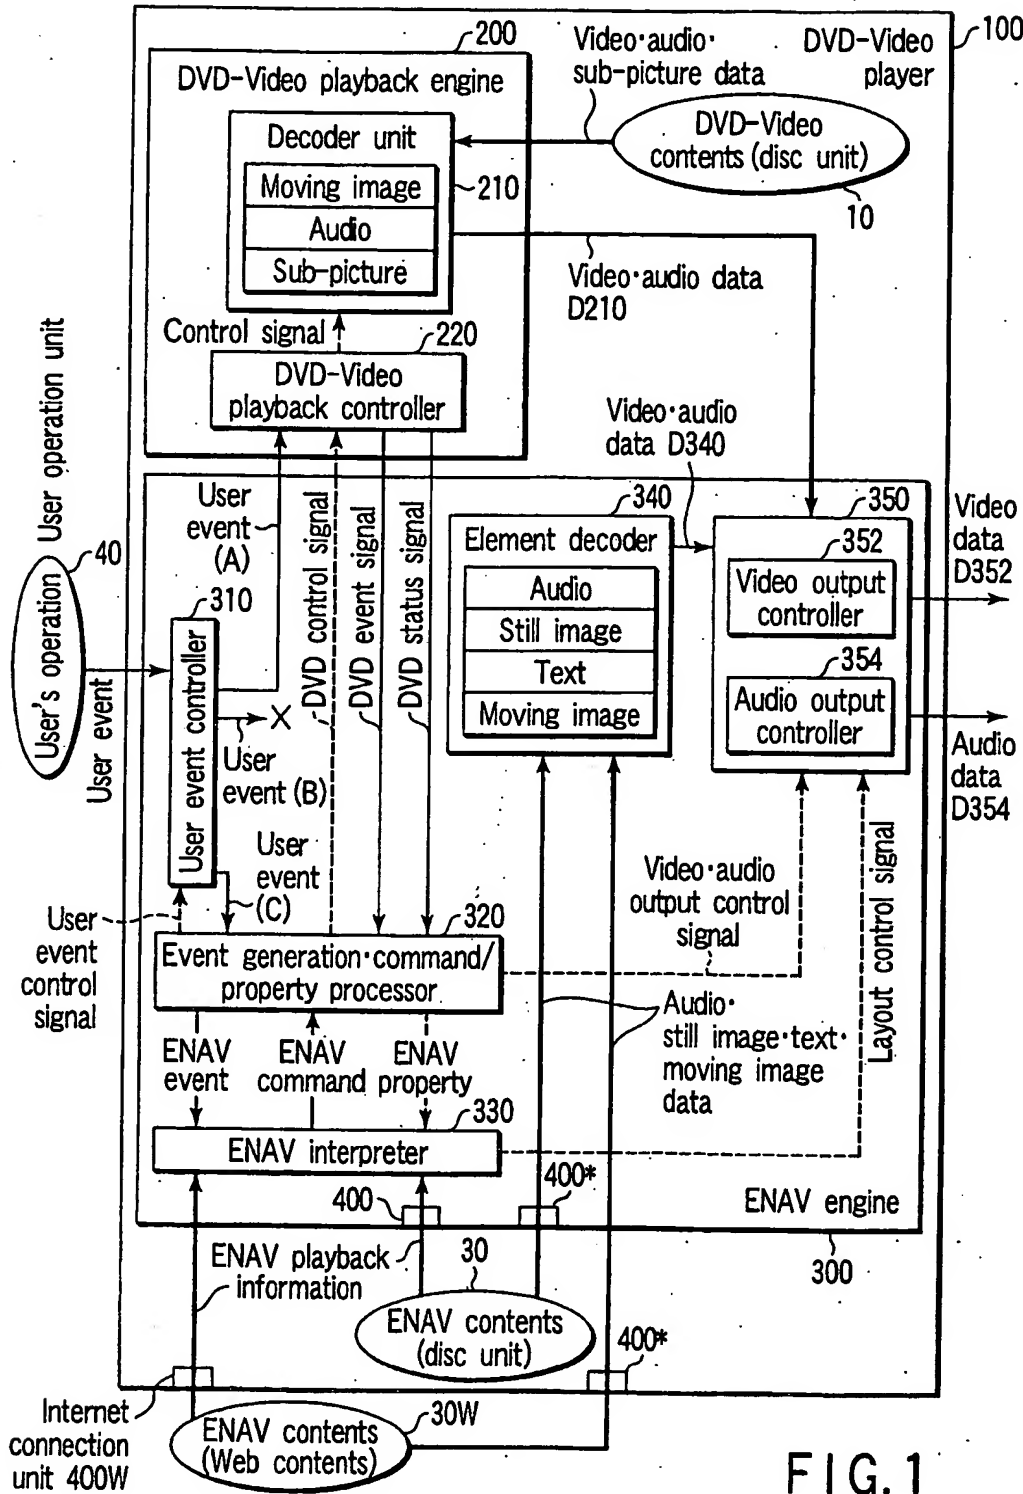 200
DVD-Video playback engine
Video·audio·
sub-picture data
DVD-Video
player
100
Decoder unit
Moving image
Audio
Sub-picture
210
DVD-Video
contents (disc unit)
10
Video·audio data
D210
Control signal
220
DVD-Video
playback controller
Video·audio
data D340
User operation unit
40
User's operation
User event
User
event
(A)
310
User event controller
User
event (B)
X
User
event
(C)
DVD control signal
DVD event signal
DVD status signal
340
Element decoder
Audio
Still image
Text
Moving image
350
352
Video output
controller
354
Audio output
controller
Video
data
D352
Audio
data
D354
User
event
control
signal
320
Event generation·command/
property processor
Video·audio
output control
signal
Layout control signal
Audio·
still image·text·
moving image
data
ENAV
event
ENAV
command
ENAV
property
330
ENAV interpreter
400
400*
ENAV engine
300
ENAV playback
information
30
ENAV contents
(disc unit)
400*
Internet
connection
unit 400W
30W
ENAV contents
(Web contents)
FIG. 1